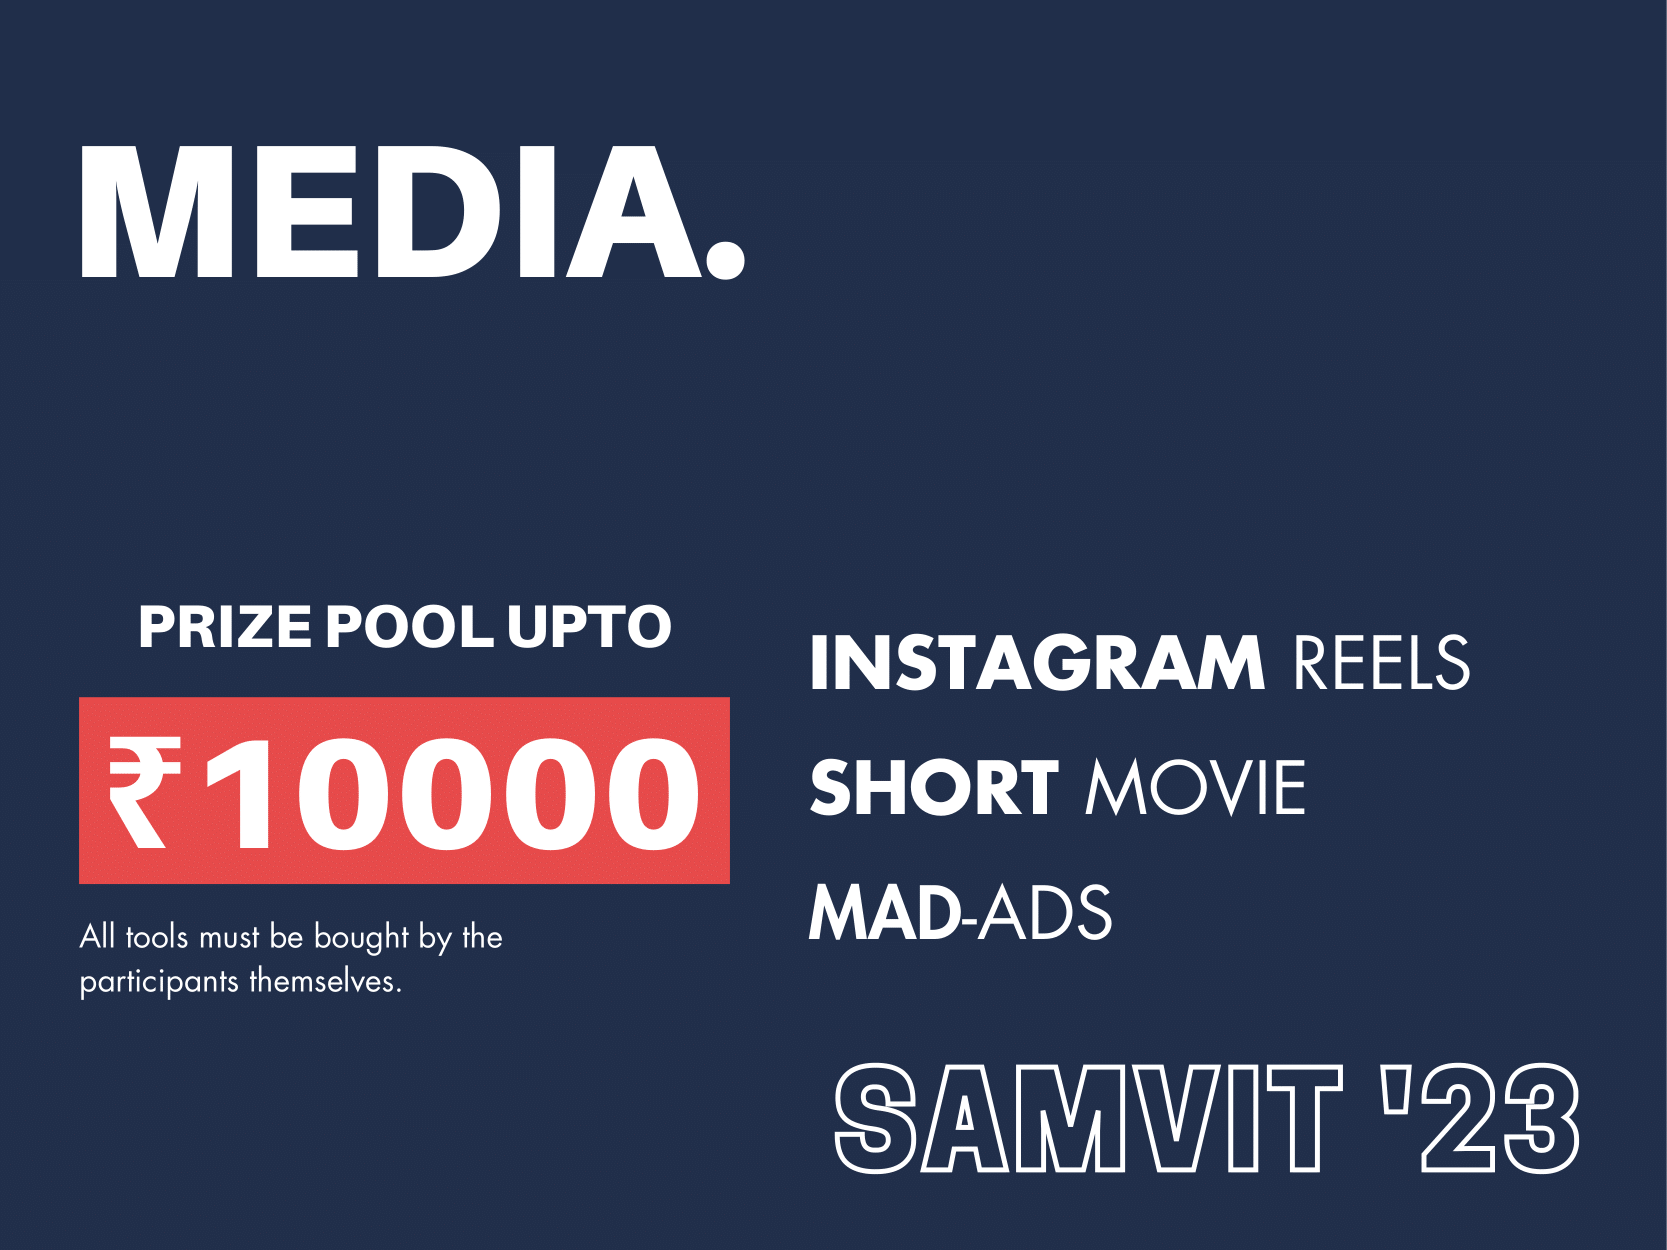 MEDIA.
PRIZE POOL UPTO
₹10000
All tools must be bought by the
participants themselves.
INSTAGRAM REELS
SHORT MOVIE
MAD-ADS
SAMVIT '23